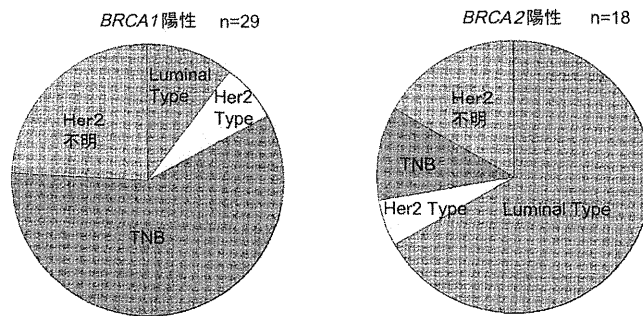 BRCA1陽性 n=29
Luminal
Type
Her2
Type
Her2
不明
TNB
BRCA2陽性 n=18
Her2
不明
TNB
Her2 Type
Luminal Type